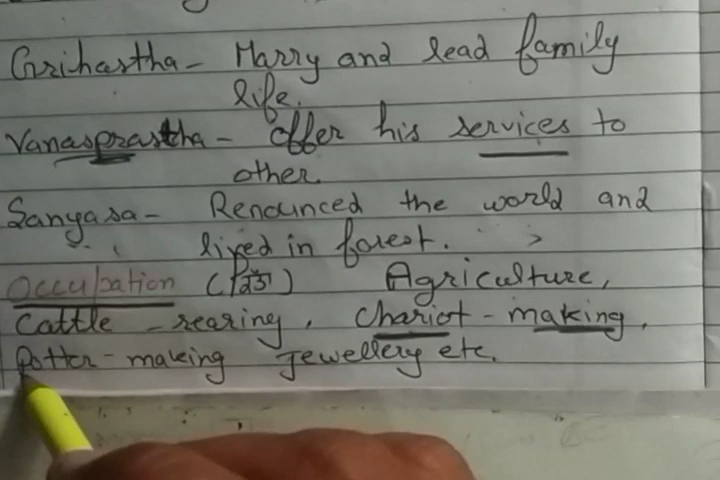 Grihastha - Marry and lead family
life.
Vanasprastha - offer his services to
other.
Sanyasa - Renounced the world and
lived in forest.
Occupation Agriculture,
Cattle - rearing, Chariot - making,
Potter - making Jewellery etc.